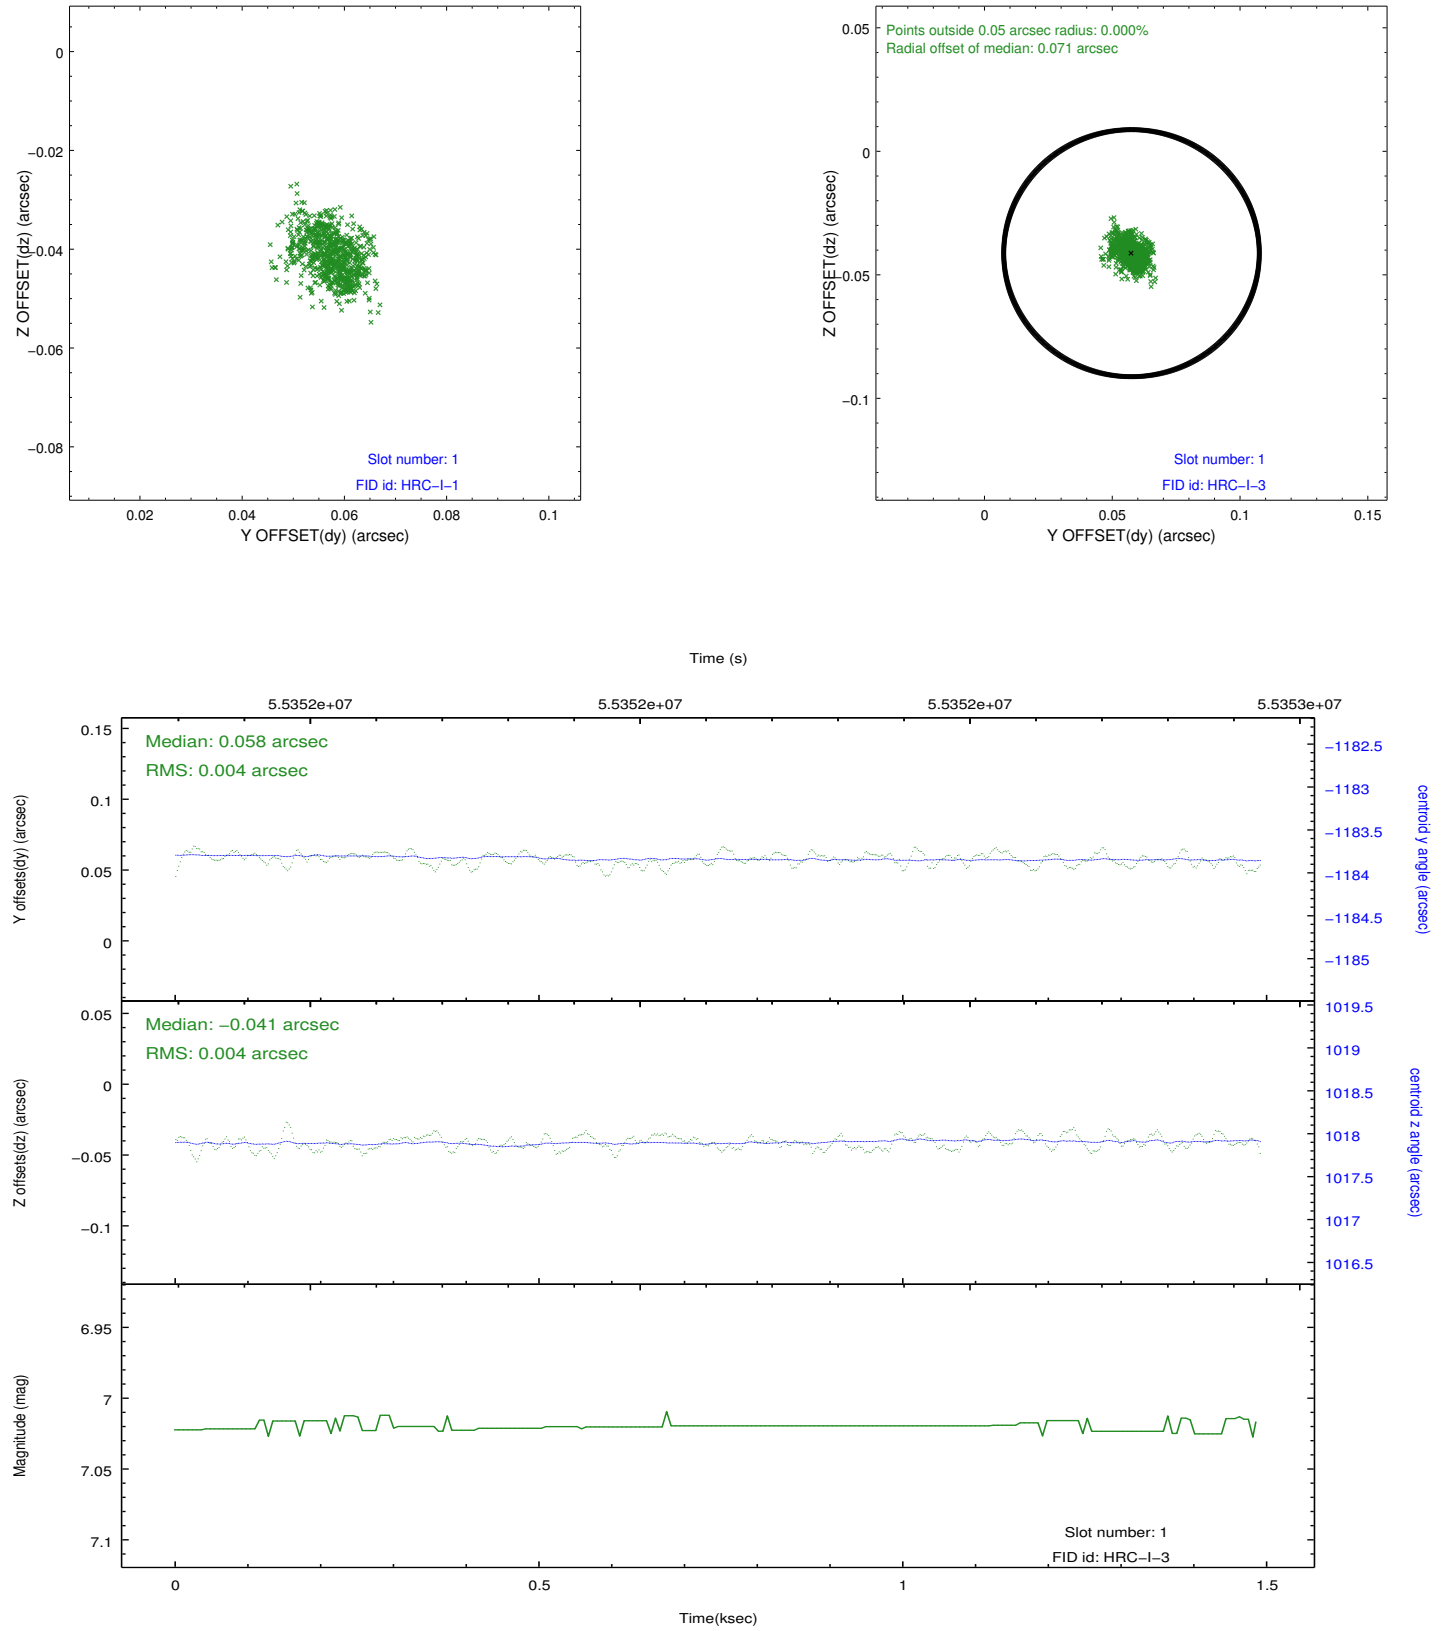 0
−0.02
−0.04
−0.06
−0.08
Z OFFSET(dz) (arcsec)
Slot number: 1
FID id: HRC−I−1
0.02
0.04
0.06
0.08
0.1
Y OFFSET(dy) (arcsec)
Points outside 0.05 arcsec radius: 0.000%
Radial offset of median: 0.071 arcsec
0.05
0
−0.05
−0.1
Z OFFSET(dz) (arcsec)
Slot number: 1
FID id: HRC−I−3
0
0.05
0.1
0.15
Y OFFSET(dy) (arcsec)
Time (s)
5.5352e+07
5.5352e+07
5.5352e+07
5.5353e+07
Median: 0.058 arcsec
RMS: 0.004 arcsec
0.15
0.1
0.05
0
Y offsets(dy) (arcsec)
−1182.5
−1183
−1183.5
−1184
−1184.5
−1185
centroid y angle (arcsec)
Median: −0.041 arcsec
RMS: 0.004 arcsec
0.05
0
−0.05
−0.1
Z offsets(dz) (arcsec)
1019.5
1019
1018.5
1018
1017.5
1017
1016.5
centroid z angle (arcsec)
6.95
7
7.05
7.1
Magnitude (mag)
Slot number: 1
FID id: HRC−I−3
0
0.5
1
1.5
Time(ksec)